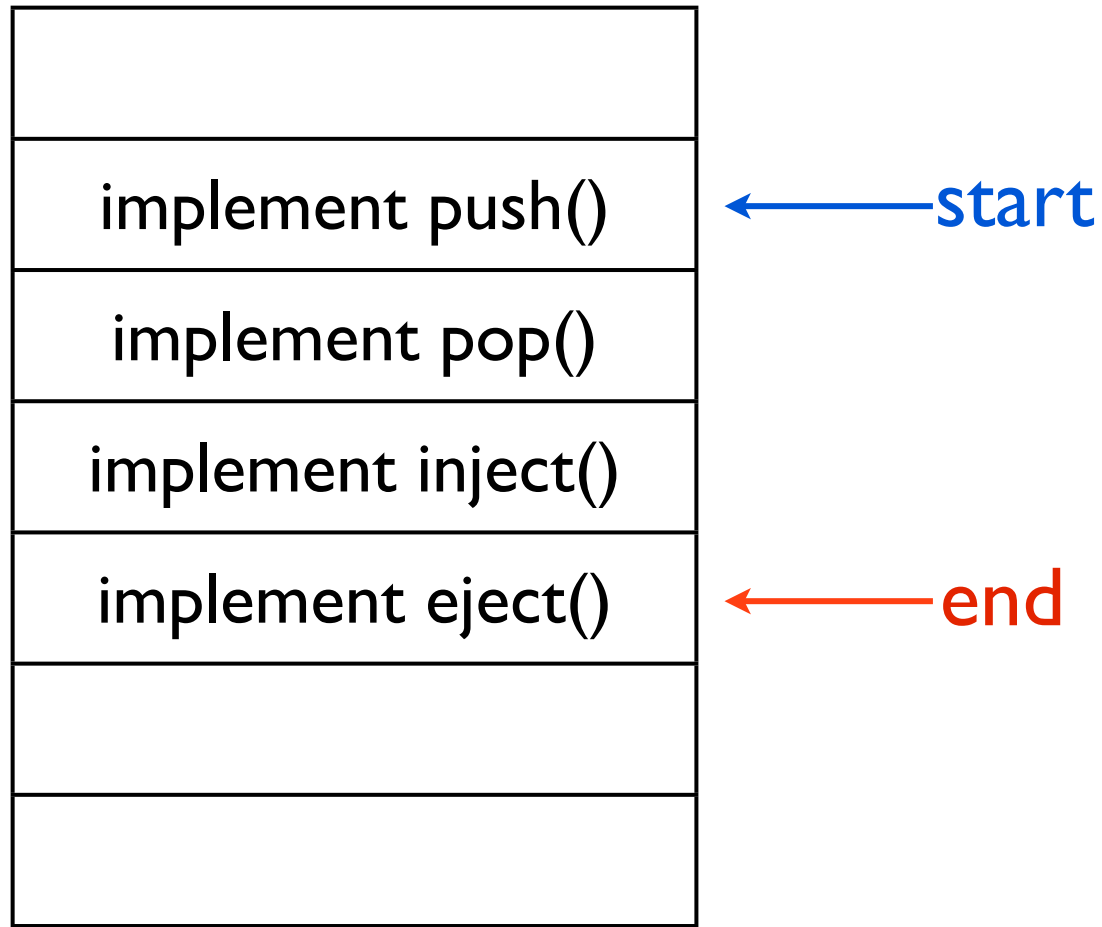 implement push()
start
implement pop()
implement inject()
implement eject()
end